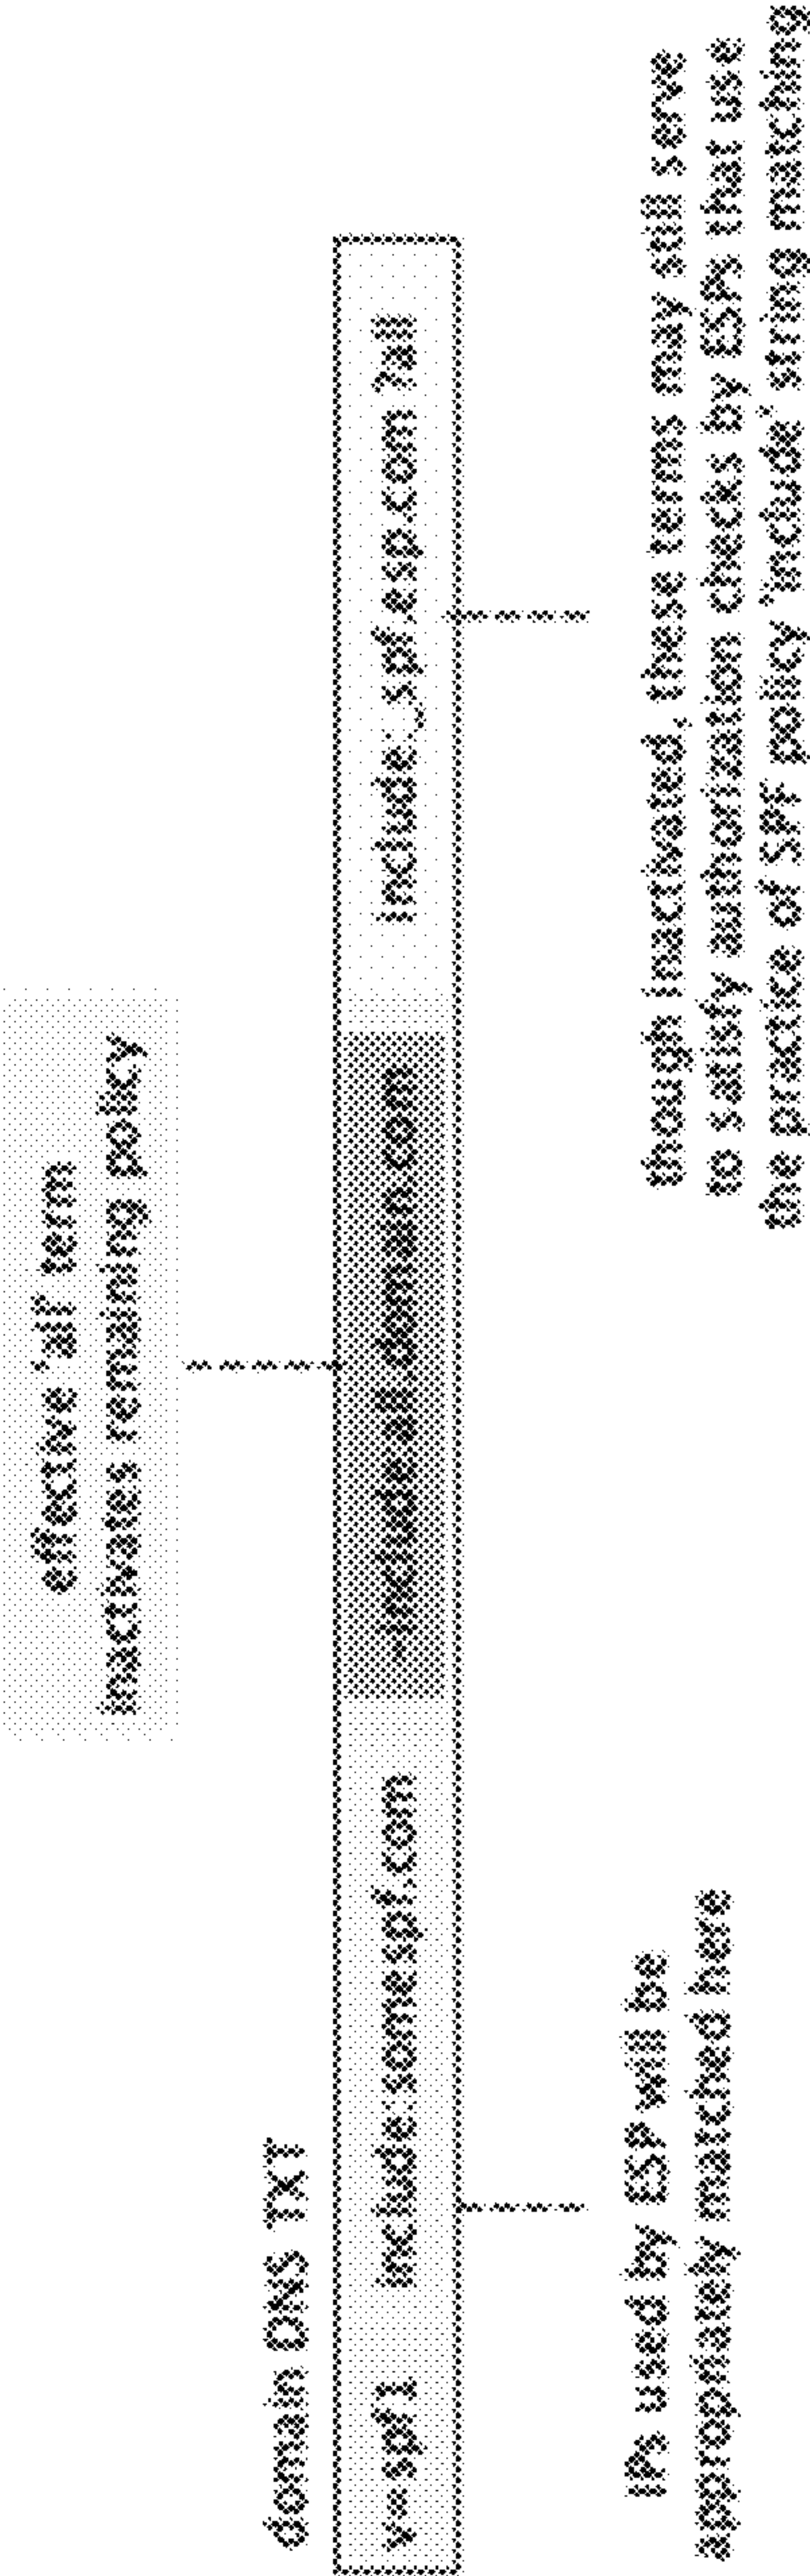 effective 'all' term
inactivates remaining policy
domain DNS TXT
v=spf1 include:somespf.com -include:all.domain.com include:_spf.esp.com ?all
IPs used by ESP will be
appropriately matched here
though inactivated, these terms may still serve
to satisfy authorization checks by ESPs that use
the practice of SPF policy 'include' string matching